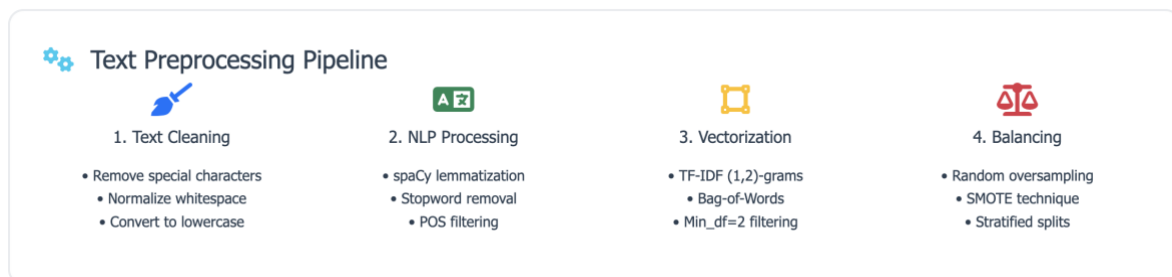 Text Preprocessing Pipeline
A 文
1. Text Cleaning
• Remove special characters
• Normalize whitespace
• Convert to lowercase
2. NLP Processing
• spaCy lemmatization
• Stopword removal
• POS filtering
3. Vectorization
• TF-IDF (1,2)-grams
• Bag-of-Words
• Min_df=2 filtering
4. Balancing
• Random oversampling
• SMOTE technique
• Stratified splits